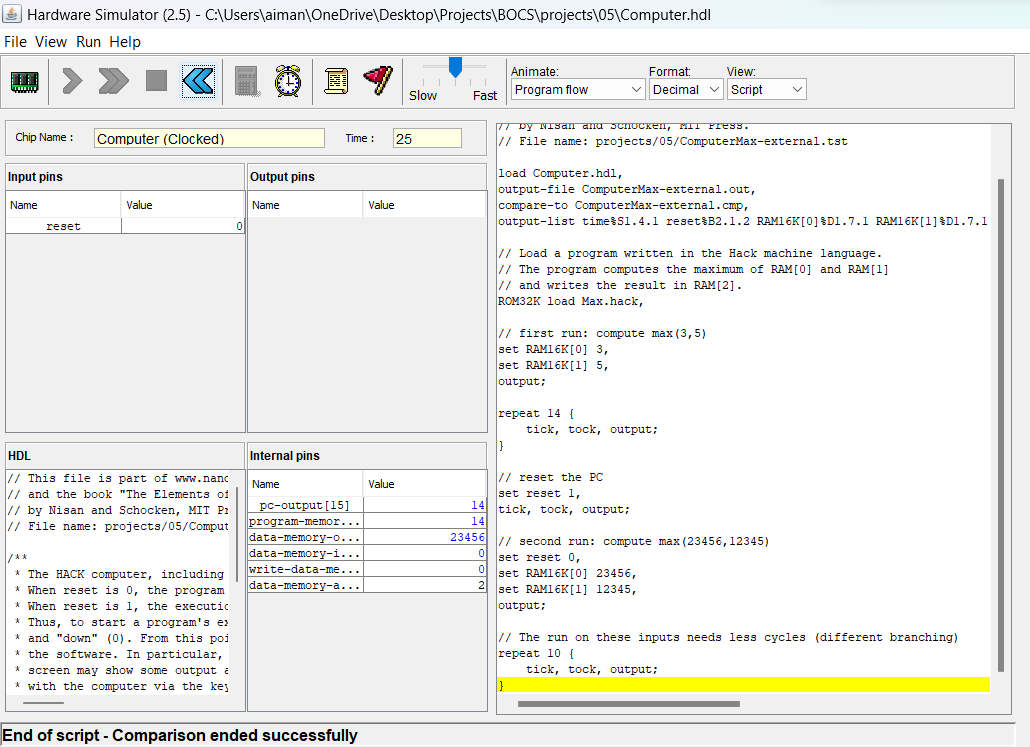 Hardware Simulator (2.5) - C:\Users\aiman\OneDrive\Desktop\Projects\BOCS\projects\05\Computer.hdl
File View Run Help
Slow Fast
Animate: Format: View:
Program flow Decimal Script
Chip Name : Computer (Clocked) Time : 25
Input pins
Name Value
reset 0
Output pins
Name Value
HDL
// This file is part of www.nanc
// and the book "The Elements of
// by Nisan and Schocken, MIT Pr
// File name: projects/05/Comput
/**
* The HACK computer, including
* When reset is 0, the program
* When reset is 1, the executic
* Thus, to start a program's ex
* and "down" (0). From this poi
* the software. In particular,
* screen may show some output a
* with the computer via the key
Internal pins
Name Value
pc-output[15] 14
program-memor... 14
data-memory-o... 23456
data-memory-i... 0
write-data-me... 0
data-memory-a... 2
// by Nisan and Schocken, MIT Press.
// File name: projects/05/ComputerMax-external.tst
load Computer.hdl,
output-file ComputerMax-external.out,
compare-to ComputerMax-external.cmp,
output-list time%S1.4.1 reset%B2.1.2 RAM16K[0]%D1.7.1 RAM16K[1]%D1.7.1
// Load a program written in the Hack machine language.
// The program computes the maximum of RAM[0] and RAM[1]
// and writes the result in RAM[2].
ROM32K load Max.hack,
// first run: compute max(3,5)
set RAM16K[0] 3,
set RAM16K[1] 5,
output;
repeat 14 {
tick, tock, output;
}
// reset the PC
set reset 1,
tick, tock, output;
// second run: compute max(23456,12345)
set reset 0,
set RAM16K[0] 23456,
set RAM16K[1] 12345,
output;
// The run on these inputs needs less cycles (different branching)
repeat 10 {
tick, tock, output;
}
End of script - Comparison ended successfully